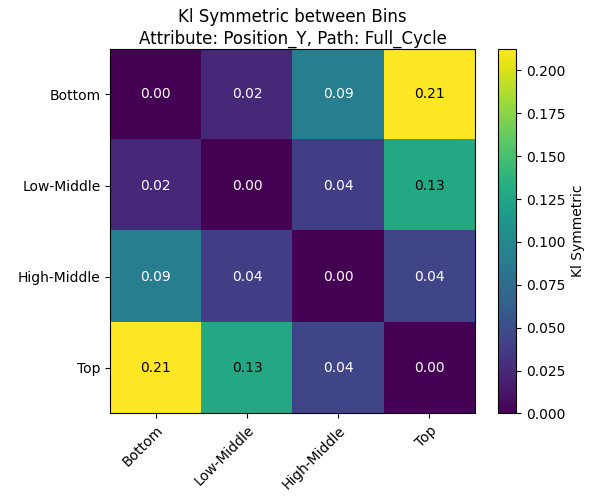 Kl Symmetric between Bins
Attribute: Position_Y, Path: Full_Cycle
Bottom 0.00 0.02 0.09 0.21
Low-Middle 0.02 0.00 0.04 0.13
High-Middle 0.09 0.04 0.00 0.04
Top 0.21 0.13 0.04 0.00
Bottom Low-Middle High-Middle Top
0.200
0.175
0.150
0.125
0.100
0.075
0.050
0.025
0.000
Kl Symmetric